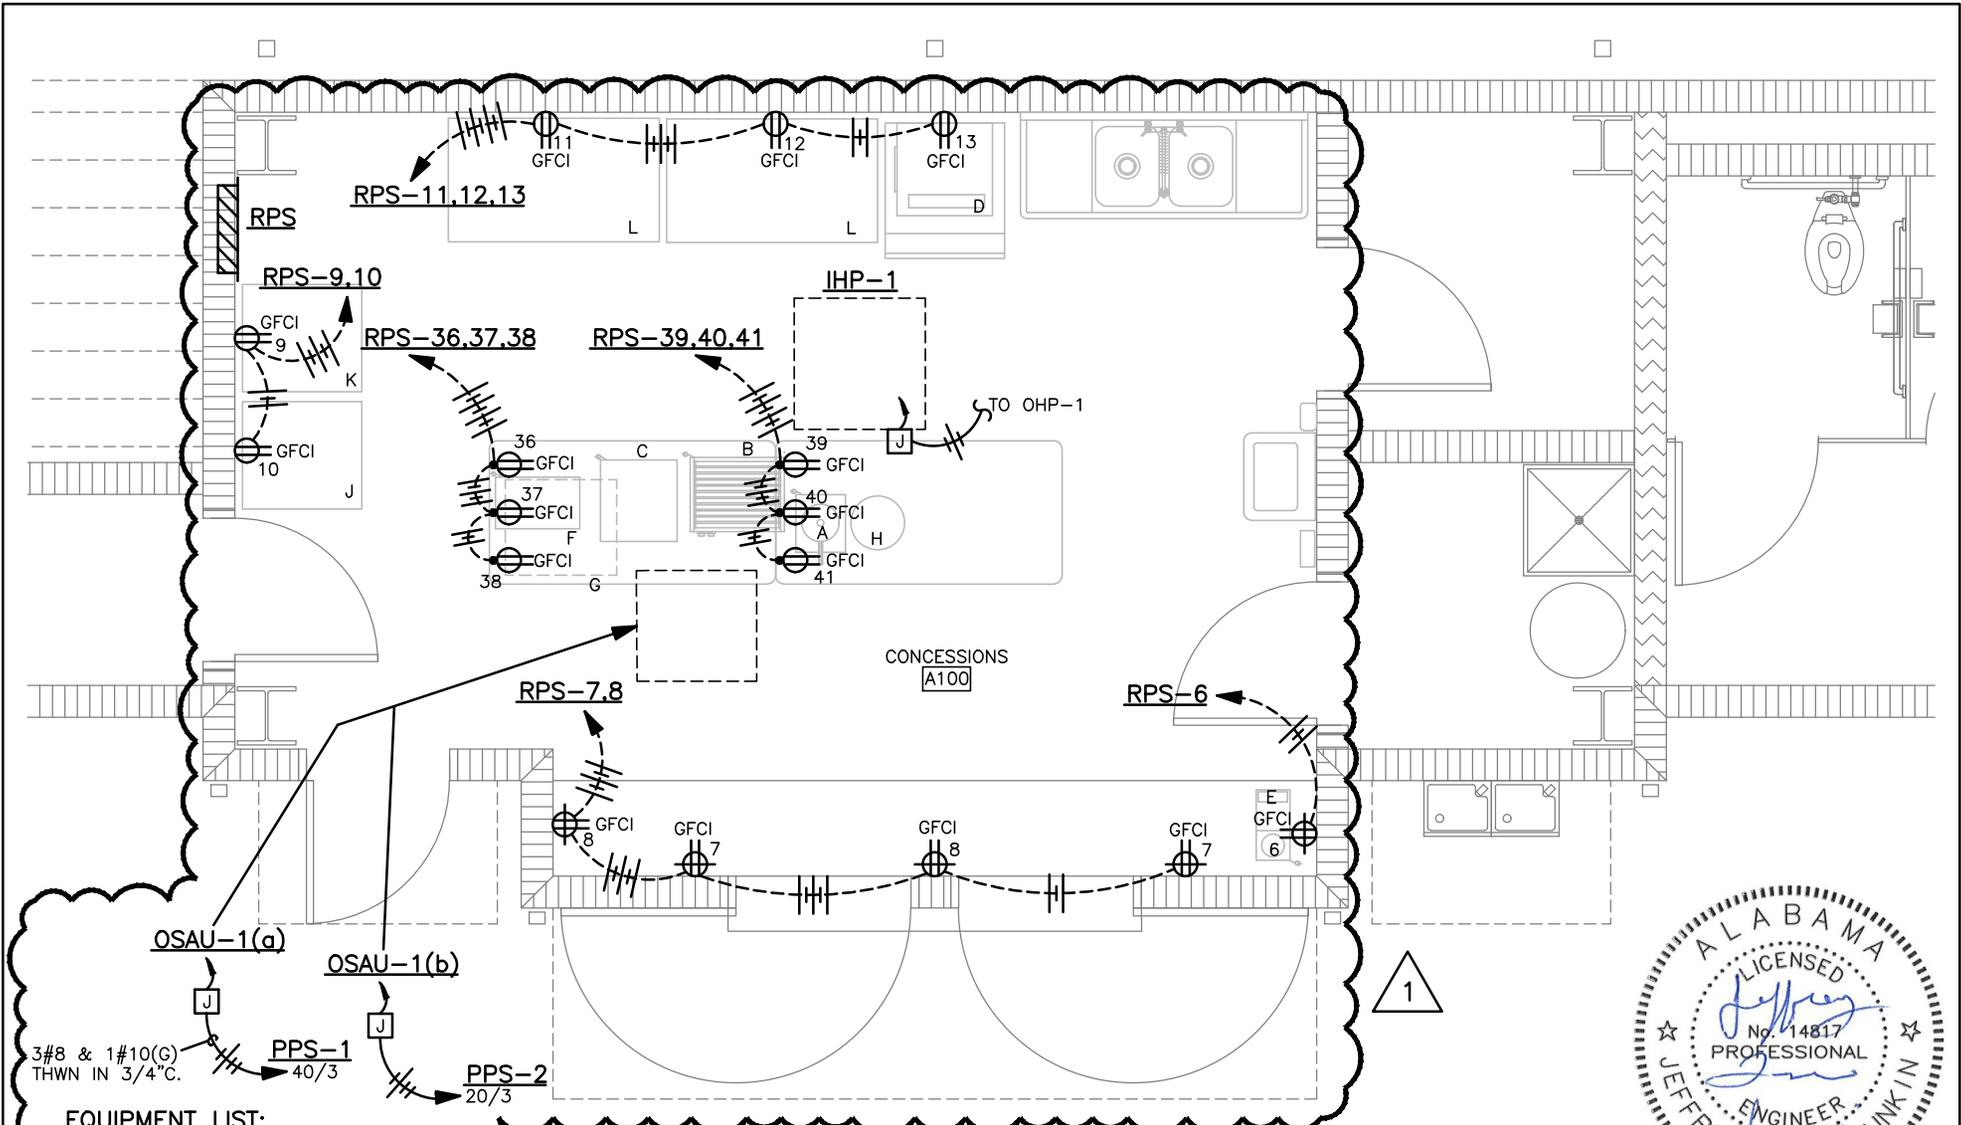 11
GFCI
12
GFCI
13
GFCI
RPS-11,12,13
D
L
L
RPS
RPS-9,10
IHP-1
GFCI
9
K
RPS-36,37,38
RPS-39,40,41
TO OHP-1
J
GFCI
10
J
36
GFCI
C
B
39
GFCI
37
GFCI
F
40
GFCI
A
H
38
GFCI
G
41
GFCI
CONCESSIONS
A100
RPS-7,8
RPS-6
E
GFCI
6
GFCI
8
GFCI
7
GFCI
8
GFCI
7
OSAU-1(a)
OSAU-1(b)
J
J
3#8 & 1#10(G)
THWN IN 3/4"C.
PPS-1
40/3
PPS-2
20/3
1
EQUIPMENT LIST:
ALABAMA
LICENSED
No. 14817
PROFESSIONAL
ENGINEER